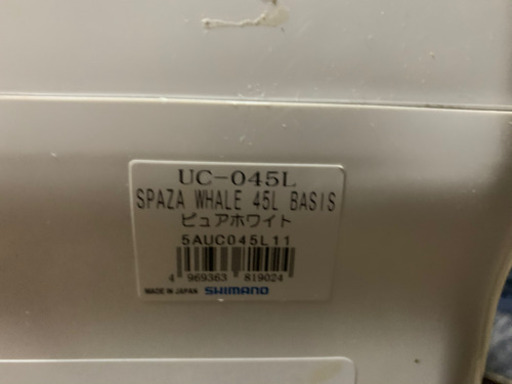 UC-045L
SPAZA WHALE 45L BASIS
ピュアホワイト
5AUC045L11
4 969363 819024
MADE IN JAPAN SHIMANO